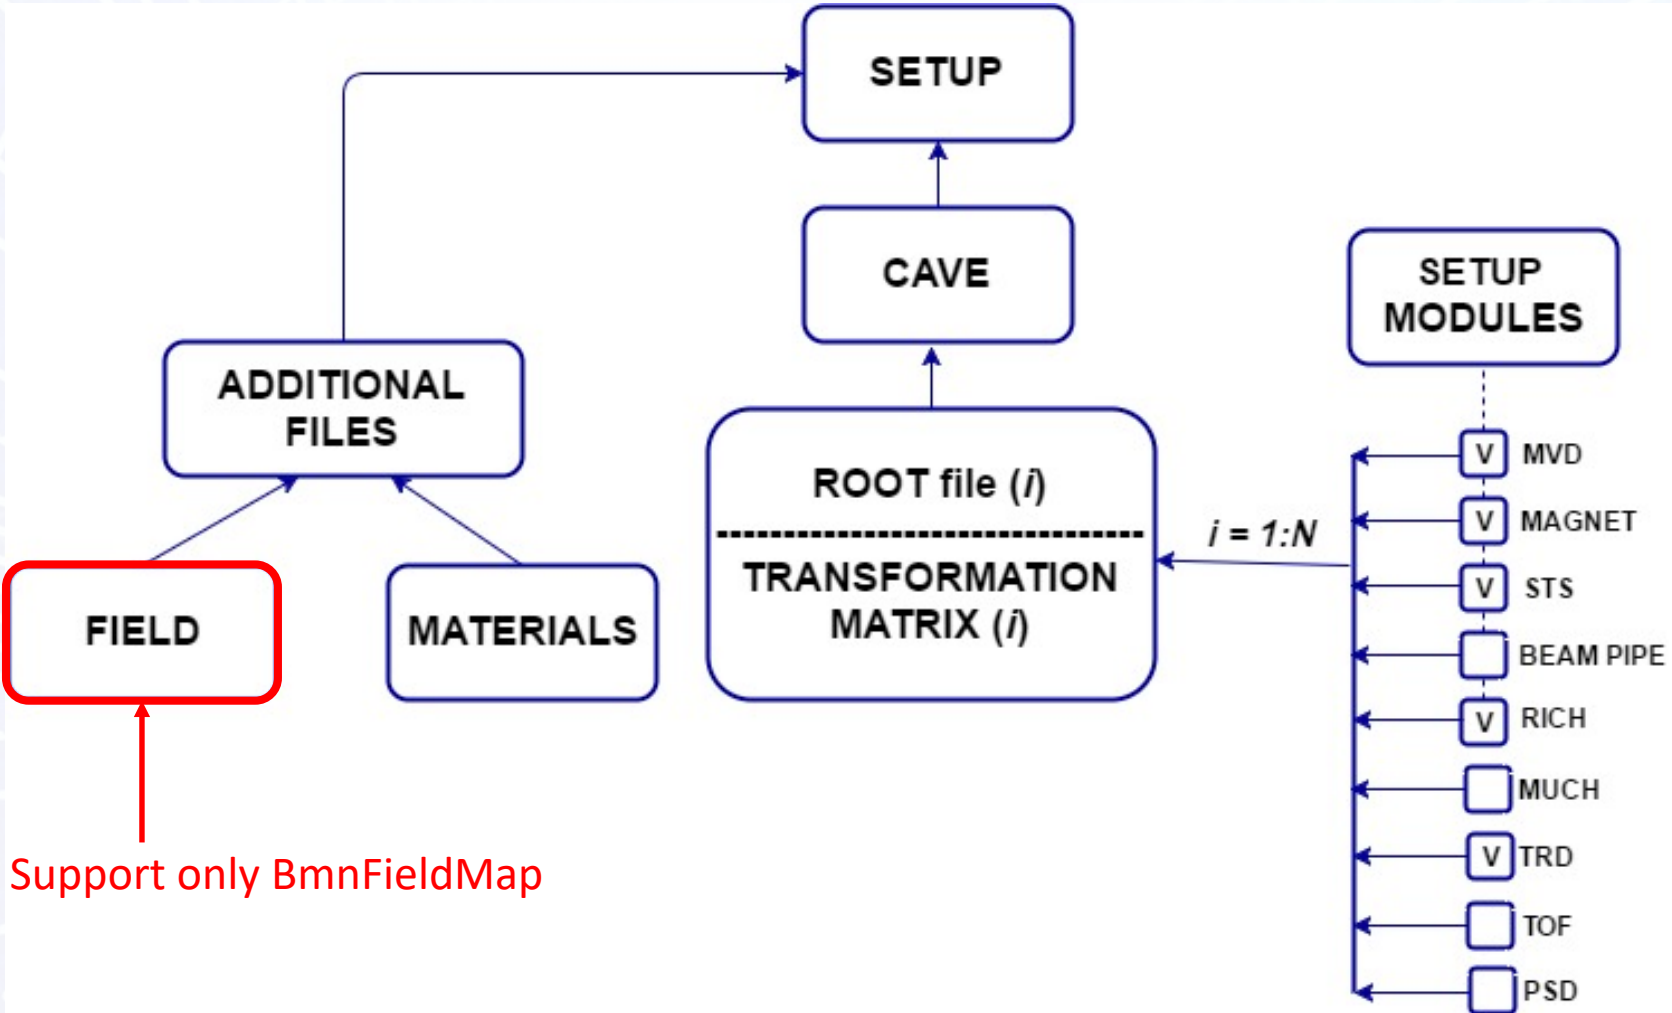 SETUP
CAVE
SETUP
MODULES
ADDITIONAL
FILES
ROOT file (i)
TRANSFORMATION
MATRIX (i)
i = 1:N
FIELD
MATERIALS
Support only BmnFieldMap
V MVD
V MAGNET
V STS
BEAM PIPE
V RICH
MUCH
V TRD
TOF
PSD